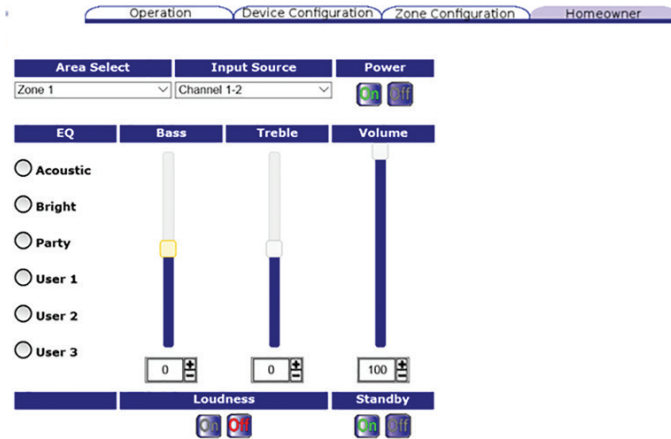 Operation Device Configuration Zone Configuration Homeowner
Area Select Input Source Power
Zone 1 Channel 1-2 On Off
EQ Bass Treble Volume
Acoustic
Bright
Party
User 1
User 2
User 3
0 + - 0 + - 100 + -
Loudness Standby
On Off On Off